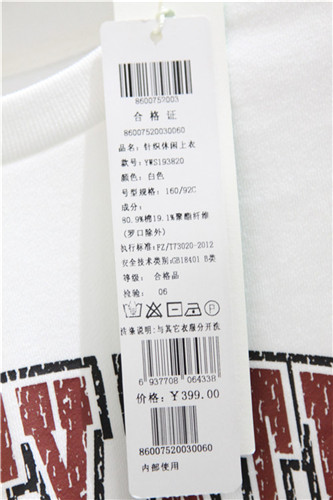 8600752003
合格证
86007520030060
品名: 针织休闲上衣
款号: YWS193820
颜色: 白色
号型规格: 160/92C
成分:
80.9%棉19.1%聚酯纤维
(罗口除外)
执行标准: FZ/T73020-2012
安全技术类别: GB18401 B类
等级: 合格品
检验: 06
扶集说明: 与其它衣服分开洗
6 937708 064338
价格: ¥399.00
86007520030060
内部使用